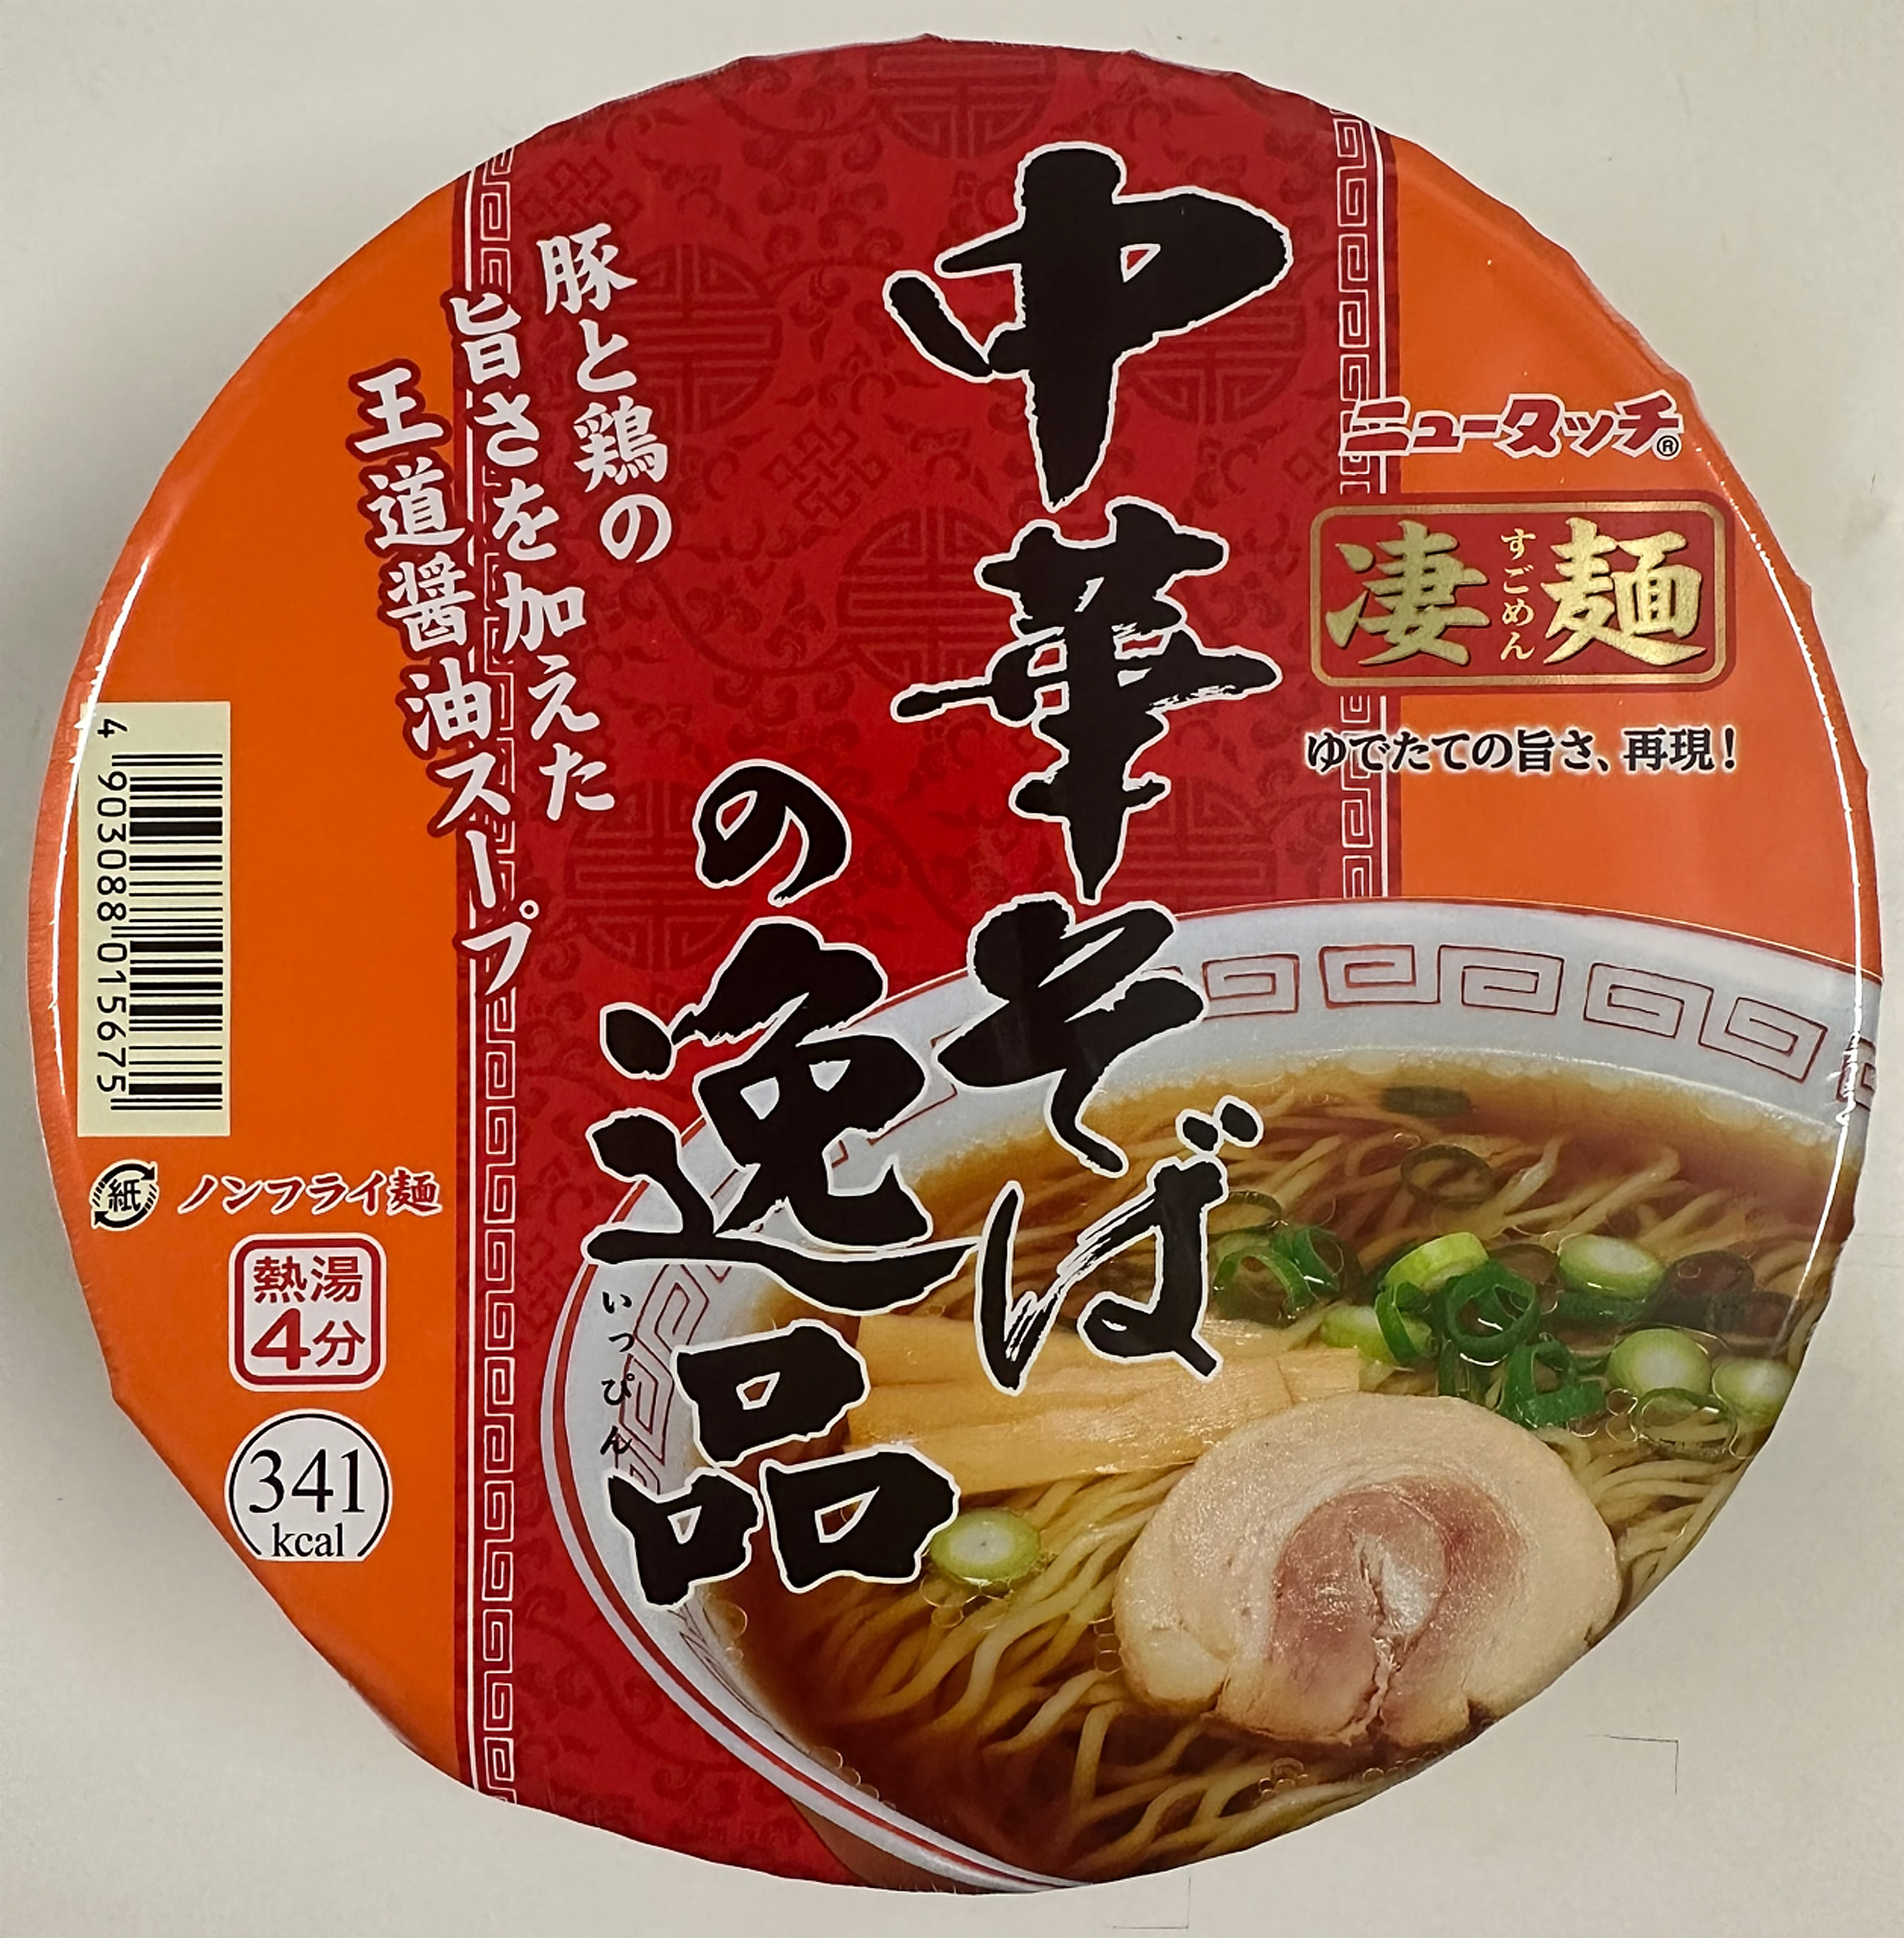 中華そば
の逸品
いっぴん
豚と鶏の
旨さを加えた
王道醤油スープ
ニュータッチ®
凄麺
すごめん
ゆでたての旨さ、再現!
4 903088 015675
紙
ノンフライ麺
熱湯
4分
341
kcal